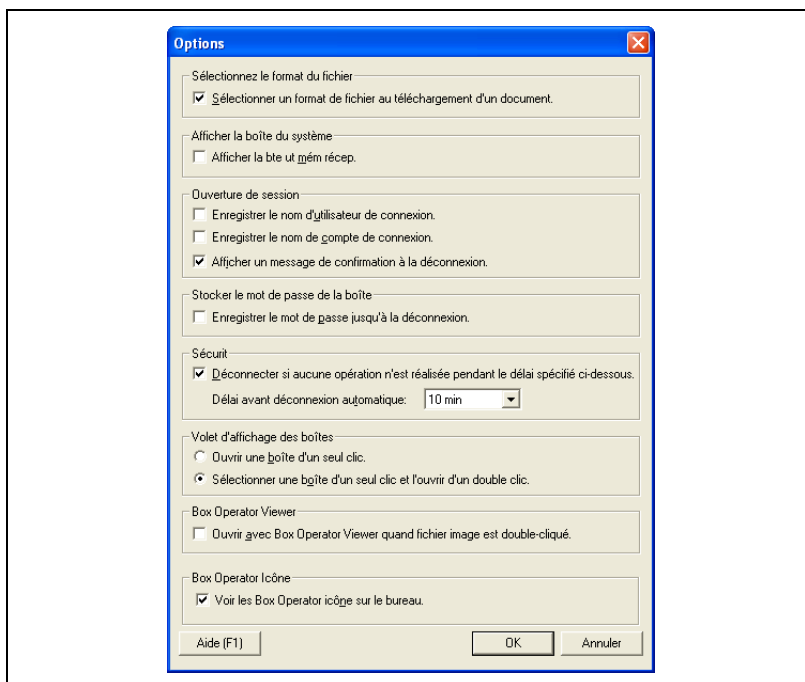 Options
Sélectionnez le format du fichier
Sélectionner un format de fichier au téléchargement d'un document.
Afficher la boîte du système
Afficher la bte ut mém récep.
Ouverture de session
Enregistrer le nom d'utilisateur de connexion.
Enregistrer le nom de compte de connexion.
Afficher un message de confirmation à la déconnexion.
Stocker le mot de passe de la boîte
Enregistrer le mot de passe jusqu'à la déconnexion.
Sécurit
Déconnecter si aucune opération n'est réalisée pendant le délai spécifié ci-dessous.
Délai avant déconnexion automatique: 10 min
Volet d'affichage des boîtes
Ouvrir une boîte d'un seul clic.
Sélectionner une boîte d'un seul clic et l'ouvrir d'un double clic.
Box Operator Viewer
Ouvrir avec Box Operator Viewer quand fichier image est double-cliqué.
Box Operator Icône
Voir les Box Operator icône sur le bureau.
Aide (F1) OK Annuler